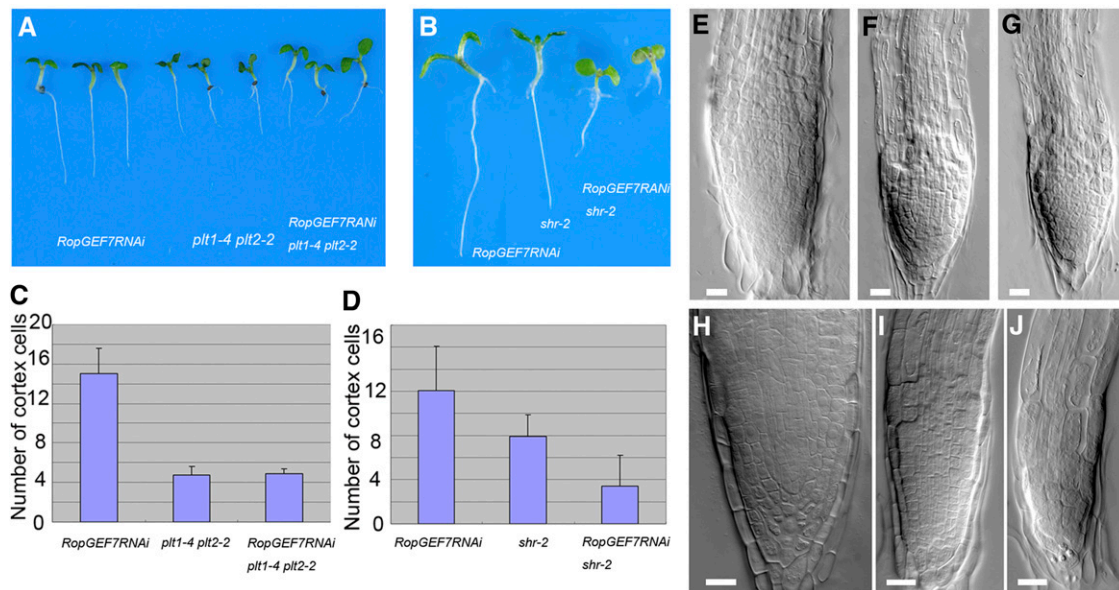 A
RopGEF7RNAi
plt1-4 plt2-2
RopGEF7RANi
plt1-4 plt2-2
B
RopGEF7RNAi
shr-2
RopGEF7RANi
shr-2
E
F
G
C
Number of cortex cells
20
16
12
8
4
0
RopGEF7RNAi
plt1-4 plt2-2
RopGEF7RNAi
plt1-4 plt2-2
D
Number of cortex cells
16
12
8
4
0
RopGEF7RNAi
shr-2
RopGEF7RNAi
shr-2
H
I
J